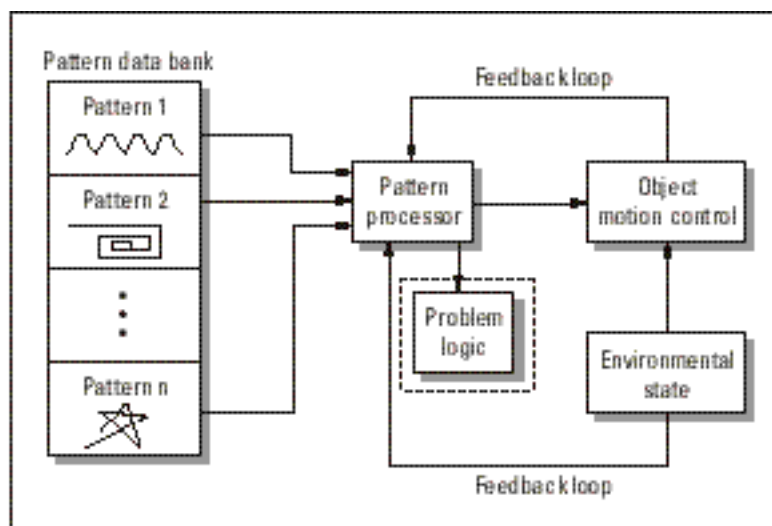 Pattern data bank
Pattern 1
Pattern 2
Pattern n
Feedback loop
Pattern
processor
Object
motion control
Problem
logic
Environmental
state
Feedback loop